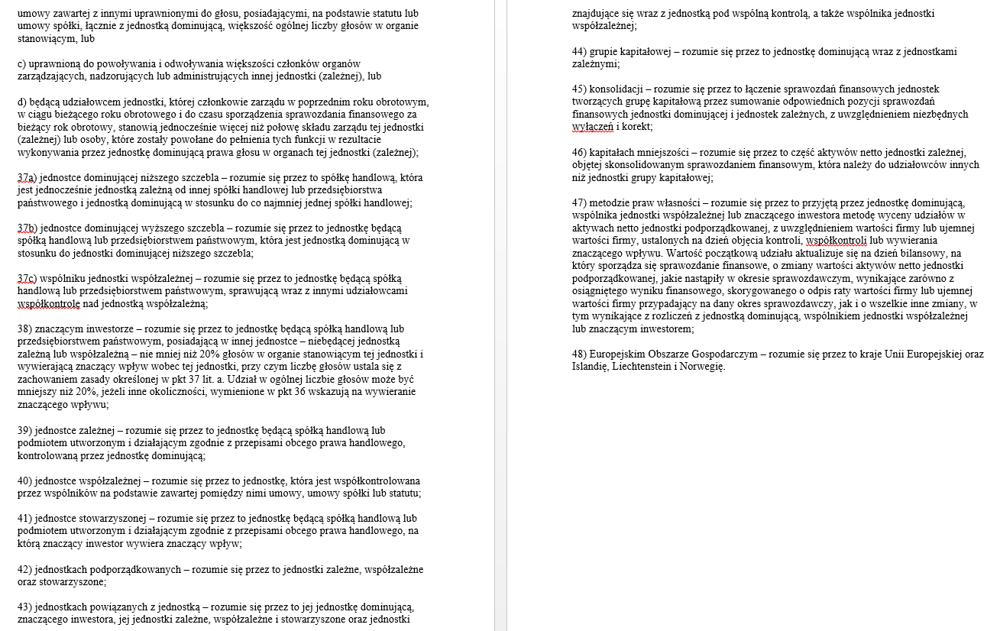 umowy zawartej z innymi uprawnionymi do głosu, posiadającymi, na podstawie statutu lub
umowy spółki, łącznie z jednostką dominującą, większość ogólnej liczby głosów w organie
stanowiącym, lub
c) uprawnioną do powoływania i odwoływania większości członków organów
zarządzających, nadzorujących lub administrujących innej jednostki (zależnej), lub
d) będącą udziałowcem jednostki, której członkowie zarządu w poprzednim roku obrotowym,
w ciągu bieżącego roku obrotowego i do czasu sporządzenia sprawozdania finansowego za
bieżący rok obrotowy, stanowią jednocześnie więcej niż połowę składu zarządu tej jednostki
(zależnej) lub osoby, które zostały powołane do pełnienia tych funkcji w rezultacie
wykonywania przez jednostkę dominującą prawa głosu w organach tej jednostki (zależnej);
37a) jednostce dominującej niższego szczebla – rozumie się przez to spółkę handlową, która
jest jednocześnie jednostką zależną od innej spółki handlowej lub przedsiębiorstwa
państwowego i jednostką dominującą w stosunku do co najmniej jednej spółki handlowej;
37b) jednostce dominującej wyższego szczebla – rozumie się przez to jednostkę będącą
spółką handlową lub przedsiębiorstwem państwowym, która jest jednostką dominującą w
stosunku do jednostki dominującej niższego szczebla;
37c) wspólniku jednostki współzależnej – rozumie się przez to jednostkę będącą spółką
handlową lub przedsiębiorstwem państwowym, sprawującą wraz z innymi udziałowcami
współkontrolę nad jednostką współzależną;
38) znaczącym inwestorze – rozumie się przez to jednostkę będącą spółką handlową lub
przedsiębiorstwem państwowym, posiadającą w innej jednostce – niebędącej jednostką
zależną lub współzależną – nie mniej niż 20% głosów w organie stanowiącym tej jednostki i
wywierającą znaczący wpływ wobec tej jednostki, przy czym liczbę głosów ustala się z
zachowaniem zasady określonej w pkt 37 lit. a. Udział w ogólnej liczbie głosów może być
mniejszy niż 20%, jeżeli inne okoliczności, wymienione w pkt 36 wskazują na wywieranie
znaczącego wpływu;
39) jednostce zależnej – rozumie się przez to jednostkę będącą spółką handlową lub
podmiotem utworzonym i działającym zgodnie z przepisami obcego prawa handlowego,
kontrolowaną przez jednostkę dominującą;
40) jednostce współzależnej – rozumie się przez to jednostkę, która jest współkontrolowana
przez wspólników na podstawie zawartej pomiędzy nimi umowy, umowy spółki lub statutu;
41) jednostce stowarzyszonej – rozumie się przez to jednostkę będącą spółką handlową lub
podmiotem utworzonym i działającym zgodnie z przepisami obcego prawa handlowego, na
którą znaczący inwestor wywiera znaczący wpływ;
42) jednostkach podporządkowanych – rozumie się przez to jednostki zależne, współzależne
oraz stowarzyszone;
43) jednostkach powiązanych z jednostką – rozumie się przez to jej jednostkę dominującą,
znaczącego inwestora, jej jednostki zależne, współzależne i stowarzyszone oraz jednostki
znajdujące się wraz z jednostką pod wspólną kontrolą, a także wspólnika jednostki
współzależnej;
44) grupie kapitałowej – rozumie się przez to jednostkę dominującą wraz z jednostkami
zależnymi;
45) konsolidacji – rozumie się przez to łączenie sprawozdań finansowych jednostek
tworzących grupę kapitałową przez sumowanie odpowiednich pozycji sprawozdań
finansowych jednostki dominującej i jednostek zależnych, z uwzględnieniem niezbędnych
wyłączeń i korekt;
46) kapitałach mniejszości – rozumie się przez to część aktywów netto jednostki zależnej,
objętej skonsolidowanym sprawozdaniem finansowym, która należy do udziałowców innych
niż jednostki grupy kapitałowej;
47) metodzie praw własności – rozumie się przez to przyjętą przez jednostkę dominującą,
wspólnika jednostki współzależnej lub znaczącego inwestora metodę wyceny udziałów w
aktywach netto jednostki podporządkowanej, z uwzględnieniem wartości firmy lub ujemnej
wartości firmy, ustalonych na dzień objęcia kontroli, współkontroli lub wywierania
znaczącego wpływu. Wartość początkową udziału aktualizuje się na dzień bilansowy, na
który sporządza się sprawozdanie finansowe, o zmiany wartości aktywów netto jednostki
podporządkowanej, jakie nastąpiły w okresie sprawozdawczym, wynikające zarówno z
osiągniętego wyniku finansowego, skorygowanego o odpis raty wartości firmy lub ujemnej
wartości firmy przypadający na dany okres sprawozdawczy, jak i o wszelkie inne zmiany, w
tym wynikające z rozliczeń z jednostką dominującą, wspólnikiem jednostki współzależnej
lub znaczącym inwestorem;
48) Europejskim Obszarze Gospodarczym – rozumie się przez to kraje Unii Europejskiej oraz
Islandię, Liechtenstein i Norwegię.